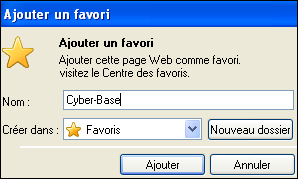 Ajouter un favori
Ajouter un favori
Ajouter cette page Web comme favori.
visitez le Centre des favoris.
Nom :
Cyber-Base
Créer dans :
Favoris
Nouveau dossier
Ajouter
Annuler